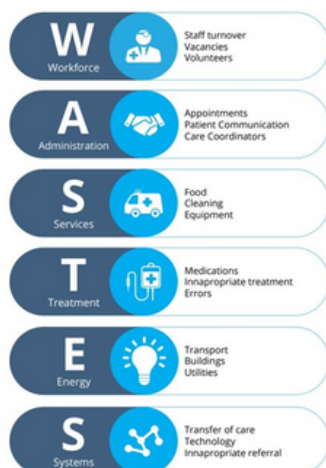 W
Workforce
Staff turnover
Vacancies
Volunteers
A
Administration
Appointments
Patient Communication
Care Coordinators
S
Services
Food
Cleaning
Equipment
T
Treatment
Medications
Innapropriate treatment
Errors
E
Energy
Transport
Buildings
Utilities
S
Systems
Transfer of care
Technology
Innapropriate referral